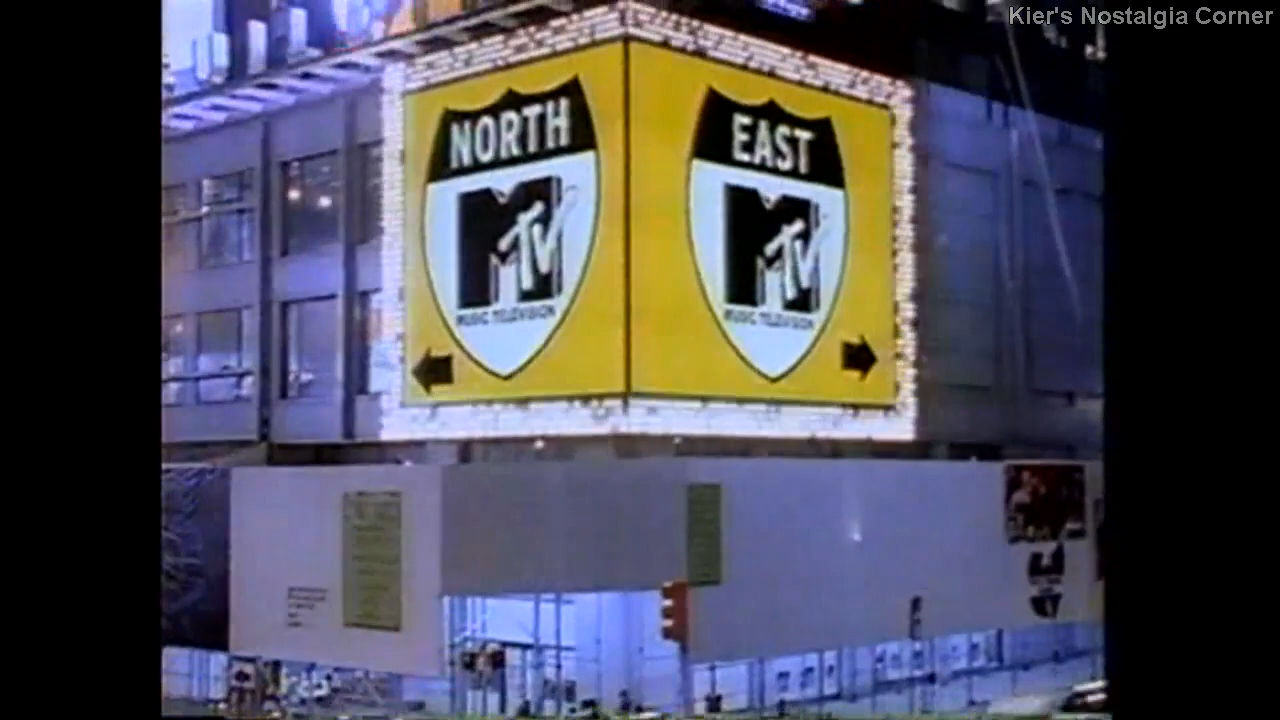 Kier's Nostalgia Corner
NORTH
MTV
MUSIC TELEVISION
EAST
MTV
MUSIC TELEVISION